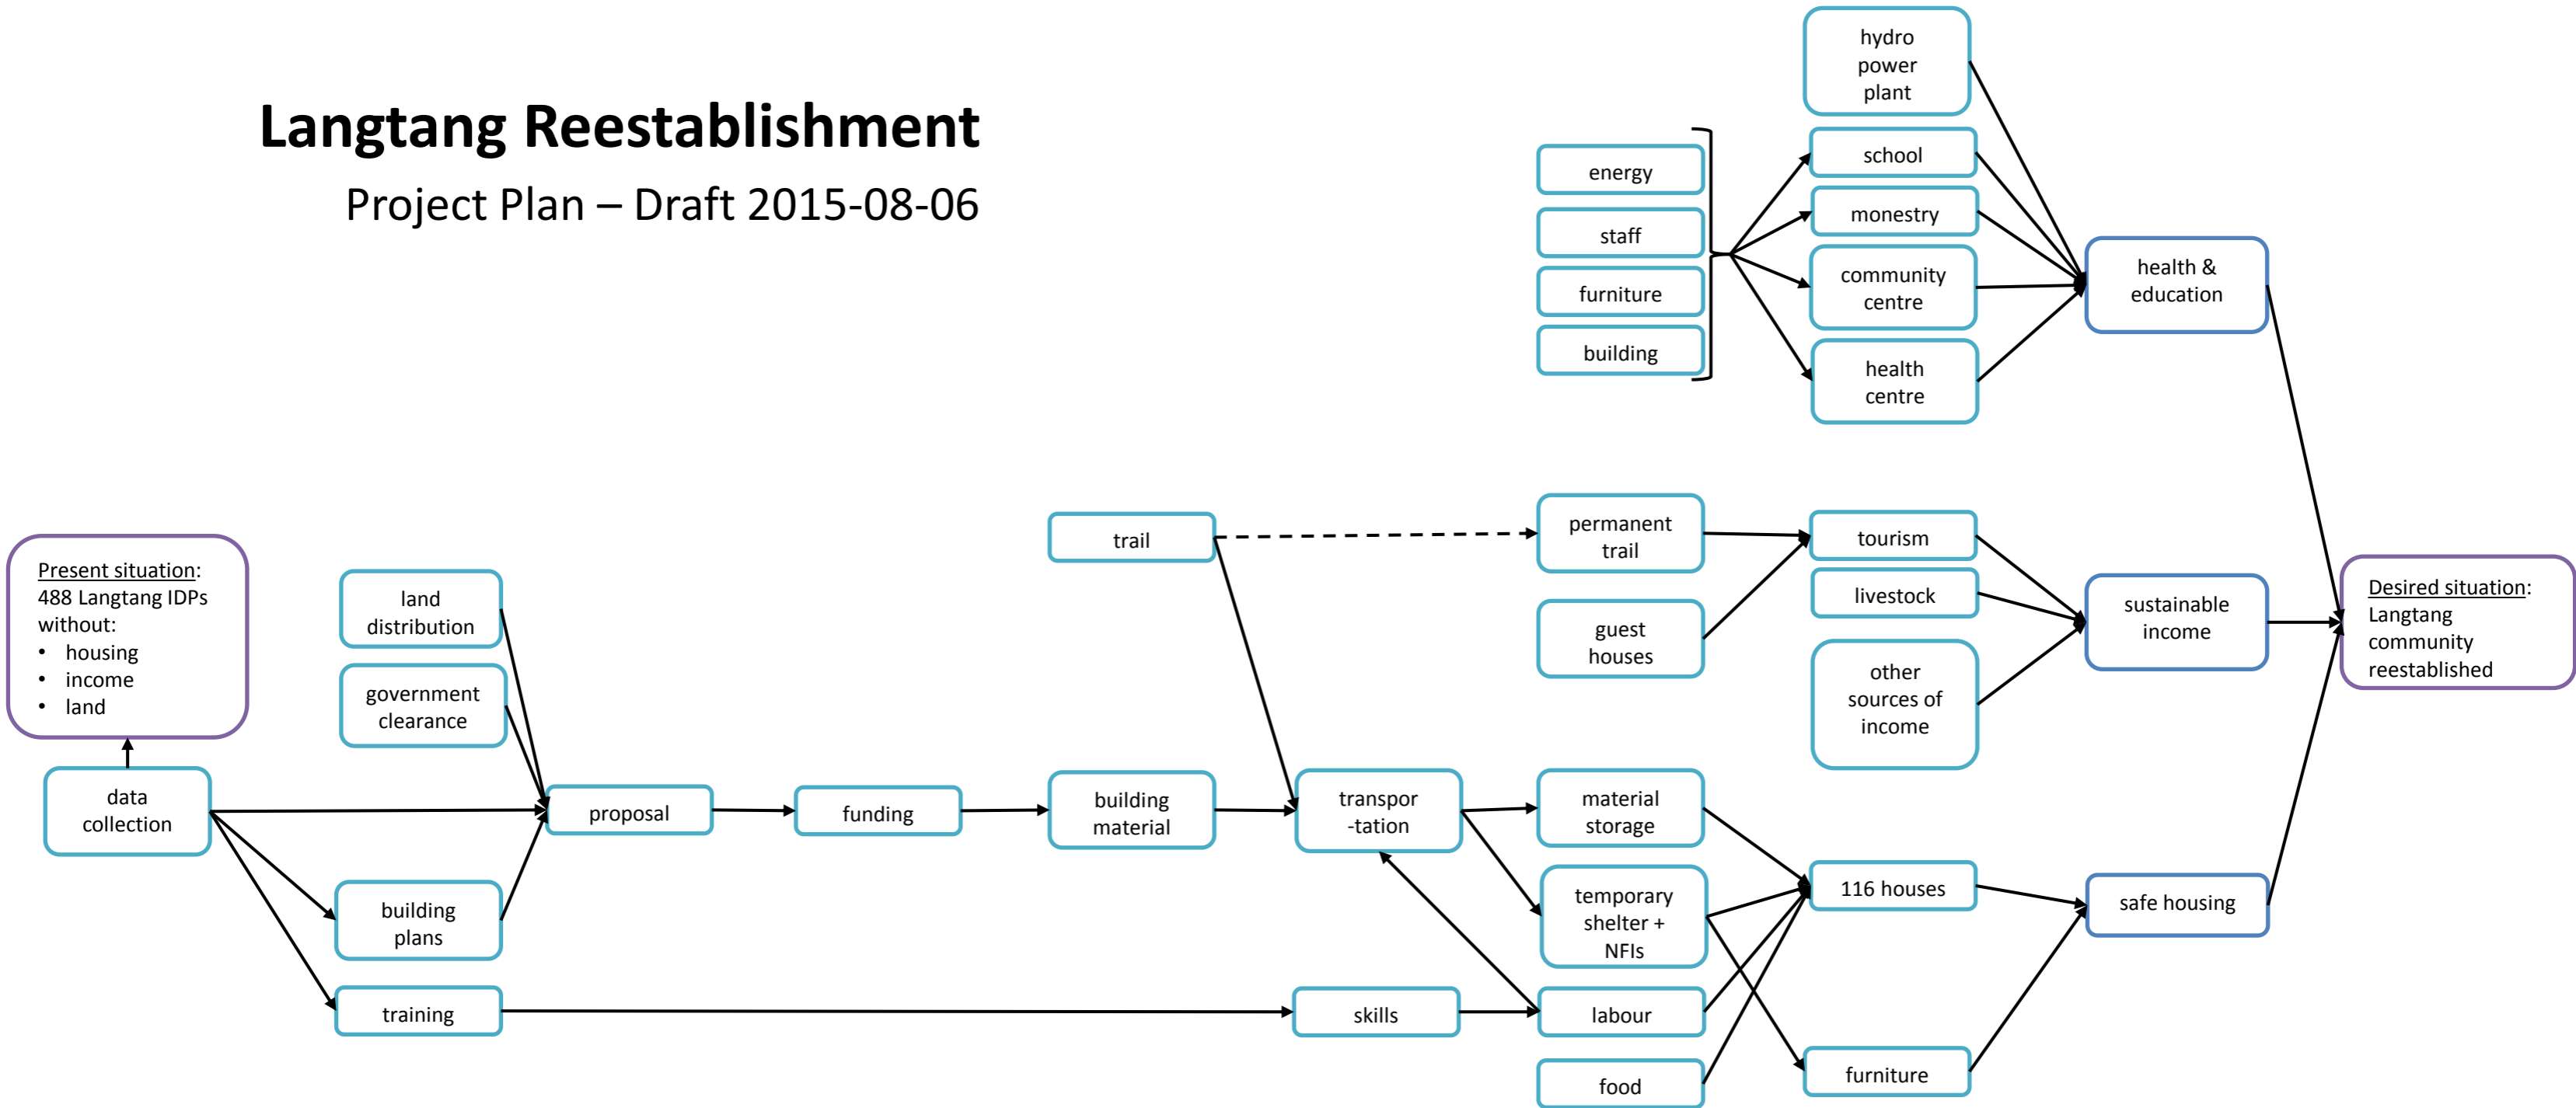 Langtang Reestablishment
Project Plan – Draft 2015-08-06
hydro
power
plant
school
monestry
community
centre
health
centre
energy
staff
furniture
building
health &
education
trail
permanent
trail
guest
houses
tourism
livestock
other
sources of
income
sustainable
income
Desired situation:
Langtang
community
reestablished
Present situation:
488 Langtang IDPs
without:
• housing
• income
• land
data
collection
land
distribution
government
clearance
building
plans
training
proposal
funding
building
material
transpor
-tation
skills
material
storage
temporary
shelter +
NFIs
labour
food
116 houses
furniture
safe housing